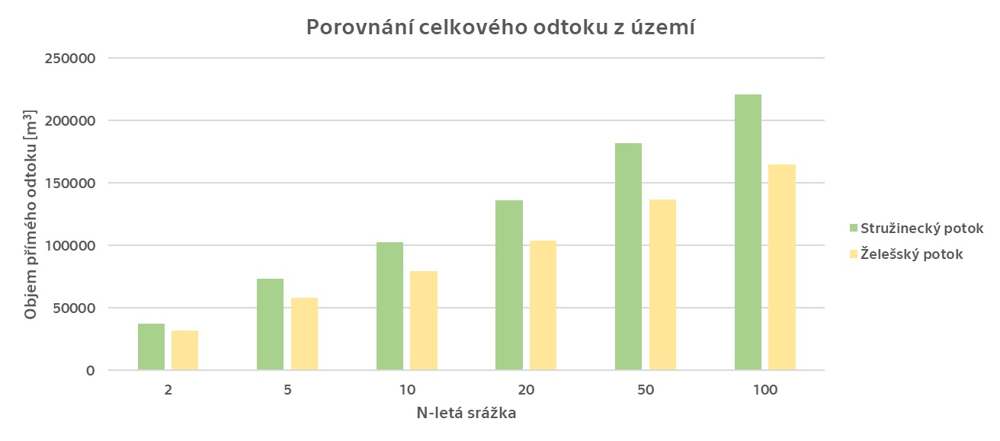 Porovnání celkového odtoku z území
Objem přímého odtoku [m³]
250000
200000
150000
100000
50000
0
2 5 10 20 50 100
N-letá srážka
Stružinecký potok
Želešský potok